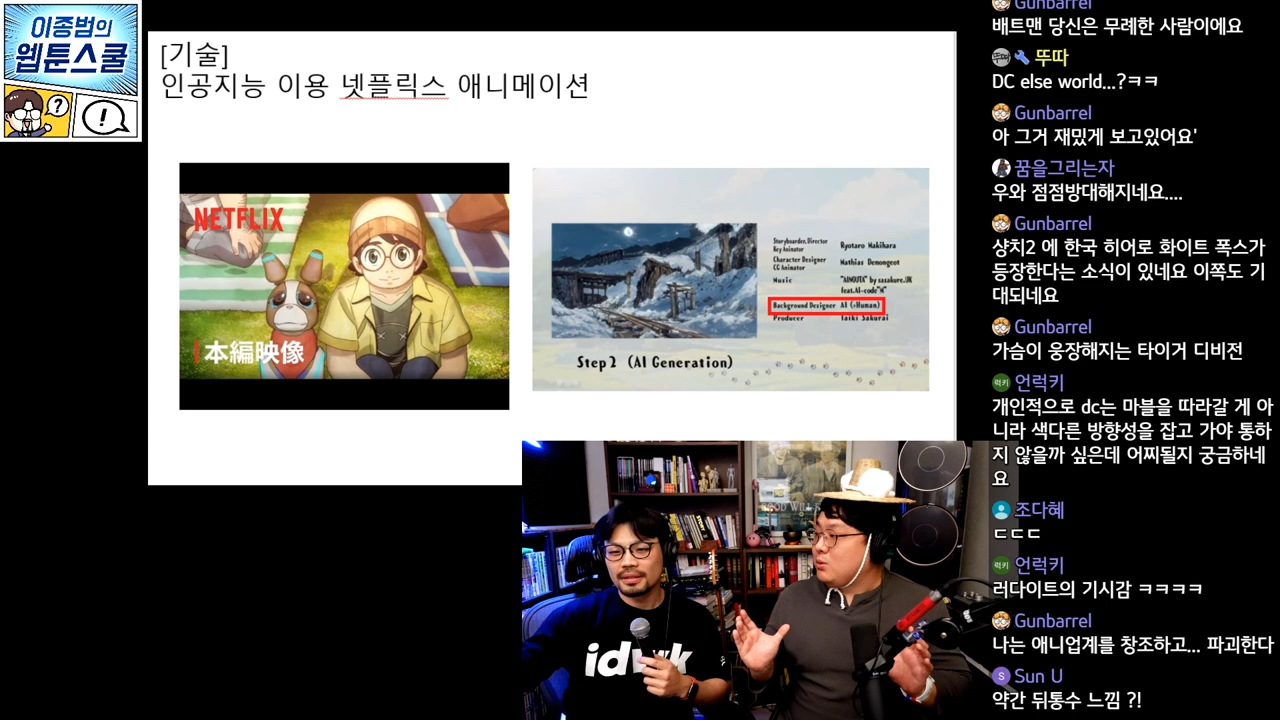 이종범의
웹툰스쿨
[기술]
인공지능 이용 넷플릭스 애니메이션
NETFLIX
本編映像
Storyboarder, Director
Key Animator
Ryotaro Makihara
Character Designer
CG Animator
Mathias Denongeot
Music
feat.AI-code"M"
Background Designer AI (+Human)
Producer
Taiki Sakurai
Step 2 (AI Generation)
idwk
Gunbarrel
배트맨 당신은 무례한 사람이에요
뚜따
DC else world...?ㅋㅋ
Gunbarrel
아 그거 재밌게 보고있어요'
꿈을그리는자
우와 점점방대해지네요....
Gunbarrel
샹치2 에 한국 히어로 화이트 폭스가
등장한다는 소식이 있네요 이쪽도 기
대되네요
Gunbarrel
가슴이 웅장해지는 타이거 디비전
럭키
언럭키
개인적으로 dc는 마블을 따라갈 게 아
니라 색다른 방향성을 잡고 가야 통하
지 않을까 싶은데 어찌될지 궁금하네
요
조다혜
ㄷㄷㄷ
럭키
언럭키
러다이트의 기시감 ㅋㅋㅋㅋ
Gunbarrel
나는 애니업계를 창조하고... 파괴한다
S
Sun U
약간 뒤통수 느낌 ?!